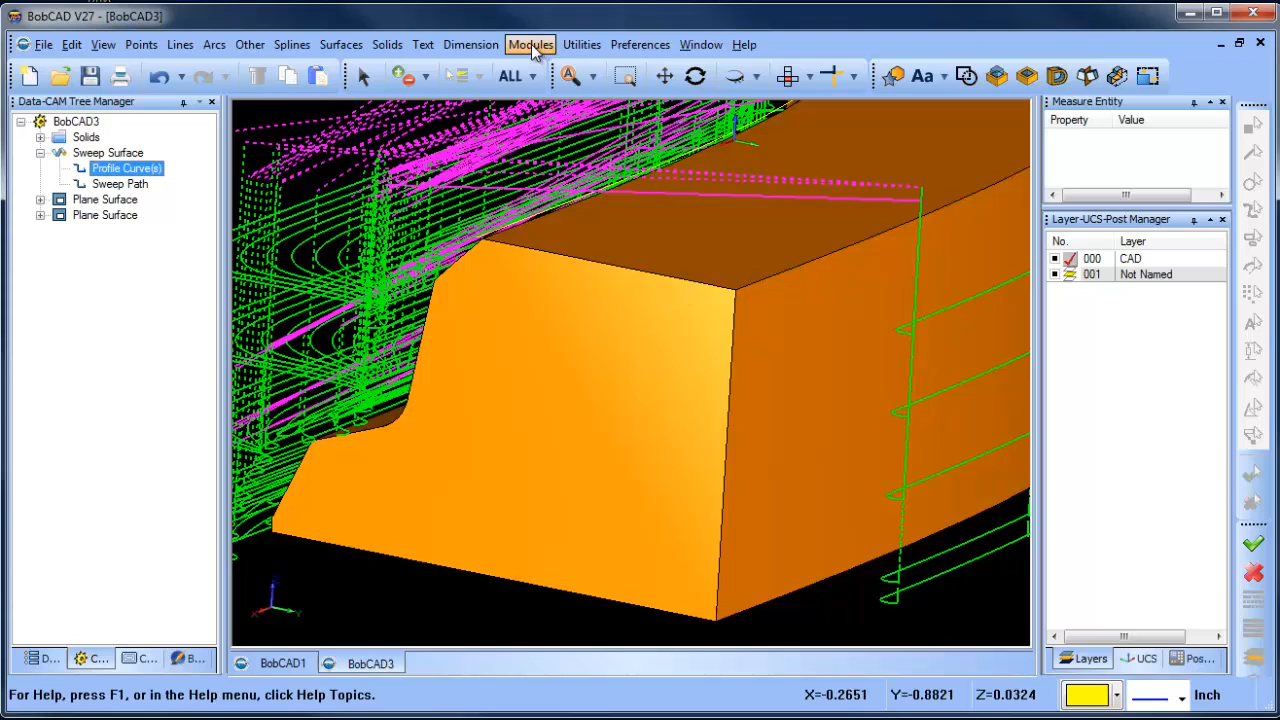 BobCAD V27 - [BobCAD3]
File Edit View Points Lines Arcs Other Splines Surfaces Solids Text Dimension Modules Utilities Preferences Window Help
ALL Aa
Data-CAM Tree Manager
BobCAD3
Solids
Sweep Surface
Profile Curve(s)
Sweep Path
Plane Surface
Plane Surface
D... C... C... B...
BobCAD1 BobCAD3
Measure Entity
Property Value
Layer-UCS-Post Manager
No. Layer
000 CAD
001 Not Named
Layers UCS Pos...
For Help, press F1, or in the Help menu, click Help Topics. X=-0.2651 Y=-0.8821 Z=0.0324 Inch